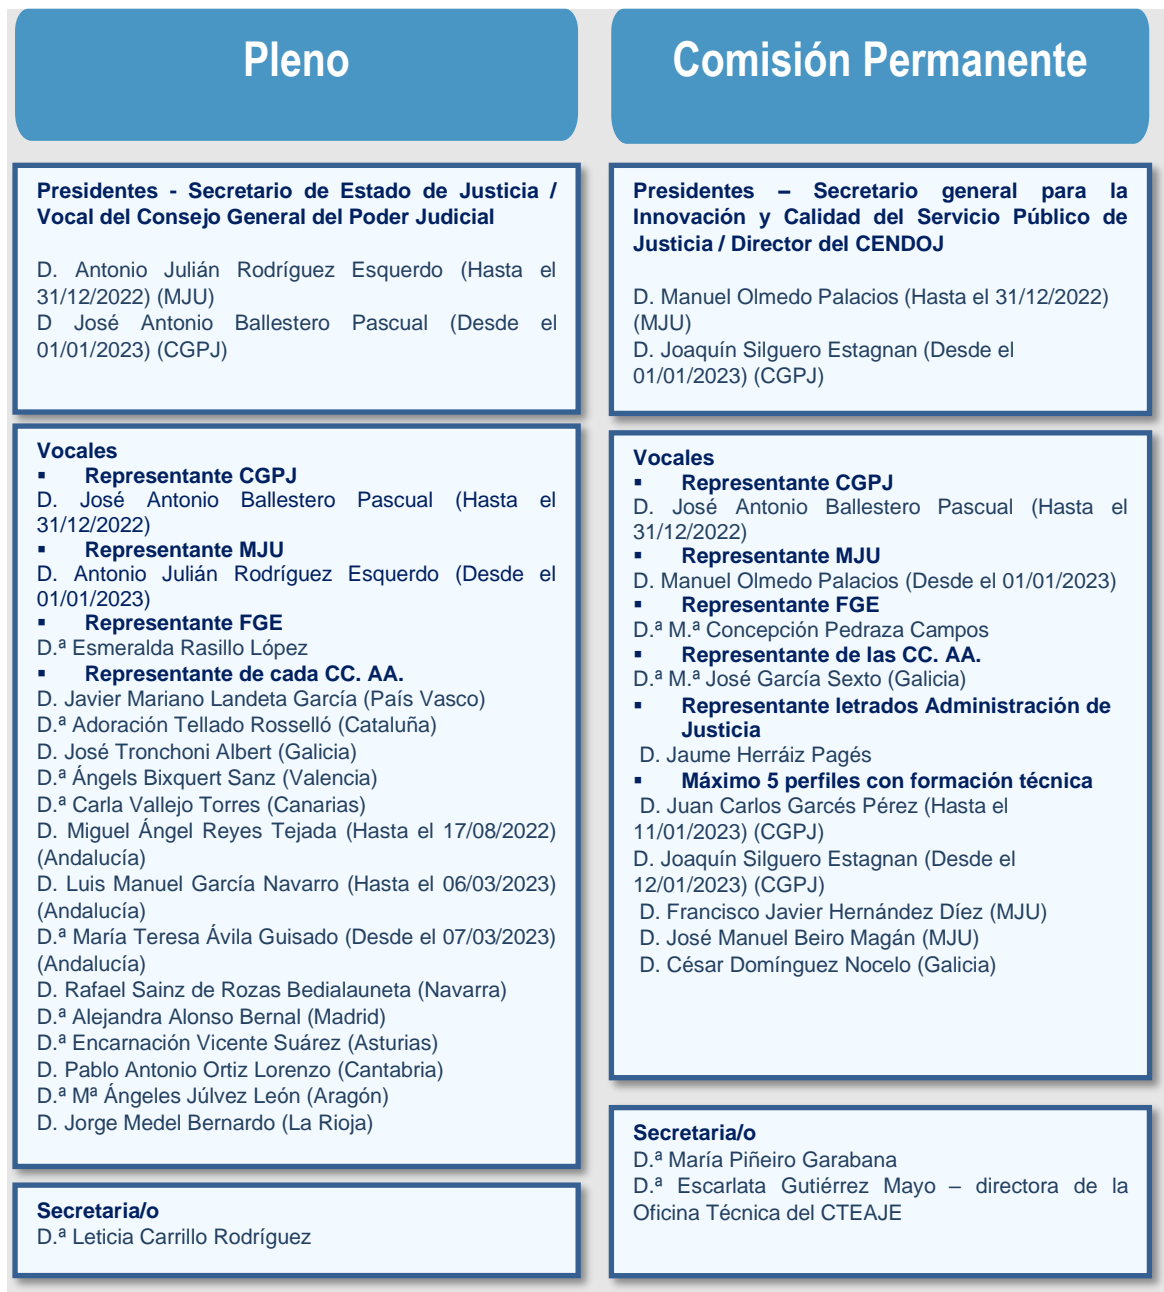 Pleno
Presidentes - Secretario de Estado de Justicia /
Vocal del Consejo General del Poder Judicial
D. Antonio Julián Rodríguez Esquerdo (Hasta el
31/12/2022) (MJU)
D José Antonio Ballestero Pascual (Desde el
01/01/2023) (CGPJ)
Vocales
▪ Representante CGPJ
D. José Antonio Ballestero Pascual (Hasta el
31/12/2022)
▪ Representante MJU
D. Antonio Julián Rodríguez Esquerdo (Desde el
01/01/2023)
▪ Representante FGE
D.ª Esmeralda Rasillo López
▪ Representante de cada CC. AA.
D. Javier Mariano Landeta García (País Vasco)
D.ª Adoración Tellado Rosselló (Cataluña)
D. José Tronchoni Albert (Galicia)
D.ª Ángels Bixquert Sanz (Valencia)
D.ª Carla Vallejo Torres (Canarias)
D. Miguel Ángel Reyes Tejada (Hasta el 17/08/2022)
(Andalucía)
D. Luis Manuel García Navarro (Hasta el 06/03/2023)
(Andalucía)
D.ª María Teresa Ávila Guisado (Desde el 07/03/2023)
(Andalucía)
D. Rafael Sainz de Rozas Bedialauneta (Navarra)
D.ª Alejandra Alonso Bernal (Madrid)
D.ª Encarnación Vicente Suárez (Asturias)
D. Pablo Antonio Ortiz Lorenzo (Cantabria)
D.ª Mª Ángeles Júlvez León (Aragón)
D. Jorge Medel Bernardo (La Rioja)
Secretaria/o
D.ª Leticia Carrillo Rodríguez
Comisión Permanente
Presidentes – Secretario general para la
Innovación y Calidad del Servicio Público de
Justicia / Director del CENDOJ
D. Manuel Olmedo Palacios (Hasta el 31/12/2022)
(MJU)
D. Joaquín Silguero Estagnan (Desde el
01/01/2023) (CGPJ)
Vocales
▪ Representante CGPJ
D. José Antonio Ballestero Pascual (Hasta el
31/12/2022)
▪ Representante MJU
D. Manuel Olmedo Palacios (Desde el 01/01/2023)
▪ Representante FGE
D.ª M.ª Concepción Pedraza Campos
▪ Representante de las CC. AA.
D.ª M.ª José García Sexto (Galicia)
▪ Representante letrados Administración de
Justicia
D. Jaume Herráiz Pagés
▪ Máximo 5 perfiles con formación técnica
D. Juan Carlos Garcés Pérez (Hasta el
11/01/2023) (CGPJ)
D. Joaquín Silguero Estagnan (Desde el
12/01/2023) (CGPJ)
D. Francisco Javier Hernández Díez (MJU)
D. José Manuel Beiro Magán (MJU)
D. César Domínguez Nocelo (Galicia)
Secretaria/o
D.ª María Piñeiro Garabana
D.ª Escarlata Gutiérrez Mayo – directora de la
Oficina Técnica del CTEAJE